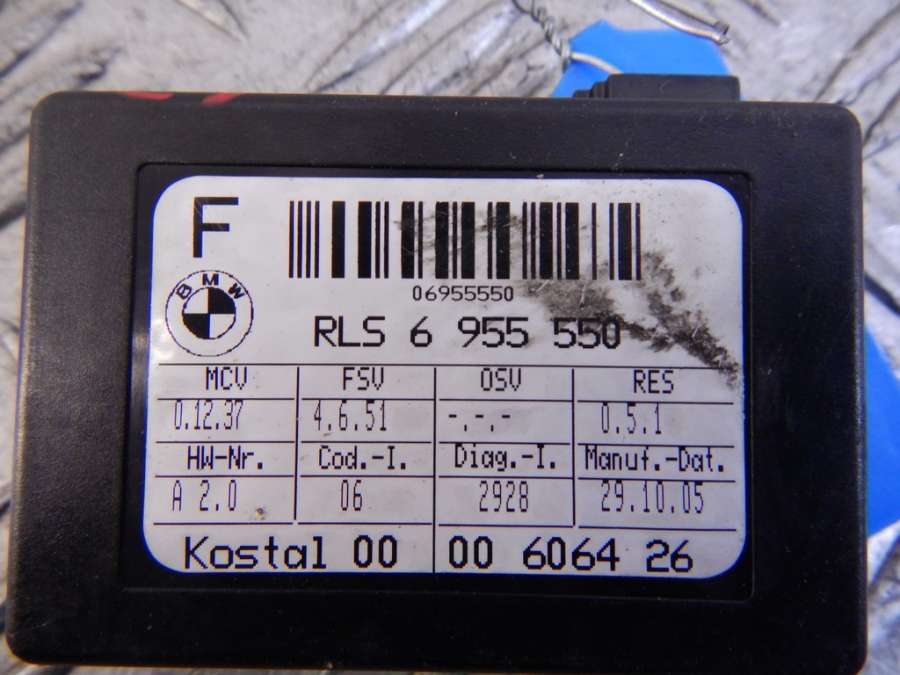 F
BMW
06955550
RLS 6 955 550
MCV FSV OSV RES
0.12.37 4.6.51 -.-.- 0.5.1
HW-Nr. Cod.-I. Diag.-I. Manuf.-Dat.
A 2.0 06 2928 29.10.05
Kostal 00 00 6064 26